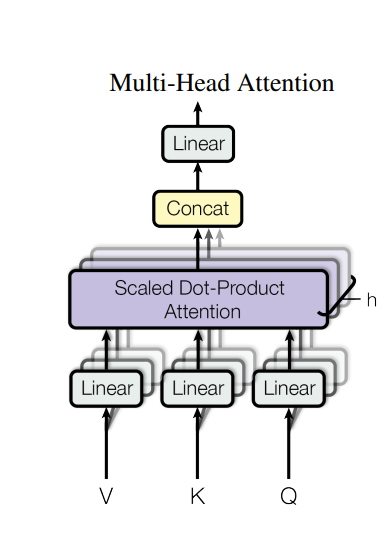 Multi-Head Attention
Linear
Concat
Scaled Dot-Product
Attention
h
Linear Linear Linear
V K Q